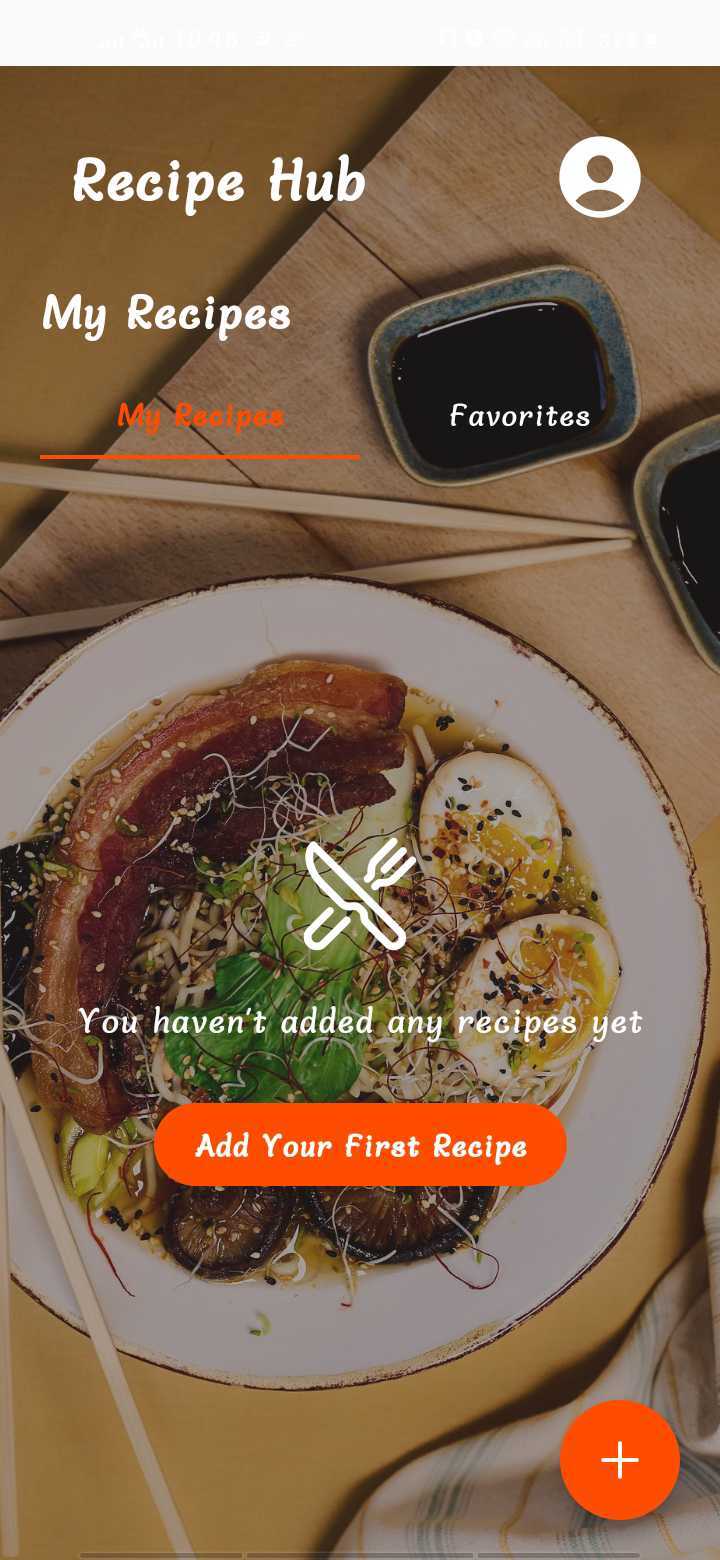 Recipe Hub
My Recipes
My Recipes
Favorites
You haven't added any recipes yet
Add Your First Recipe